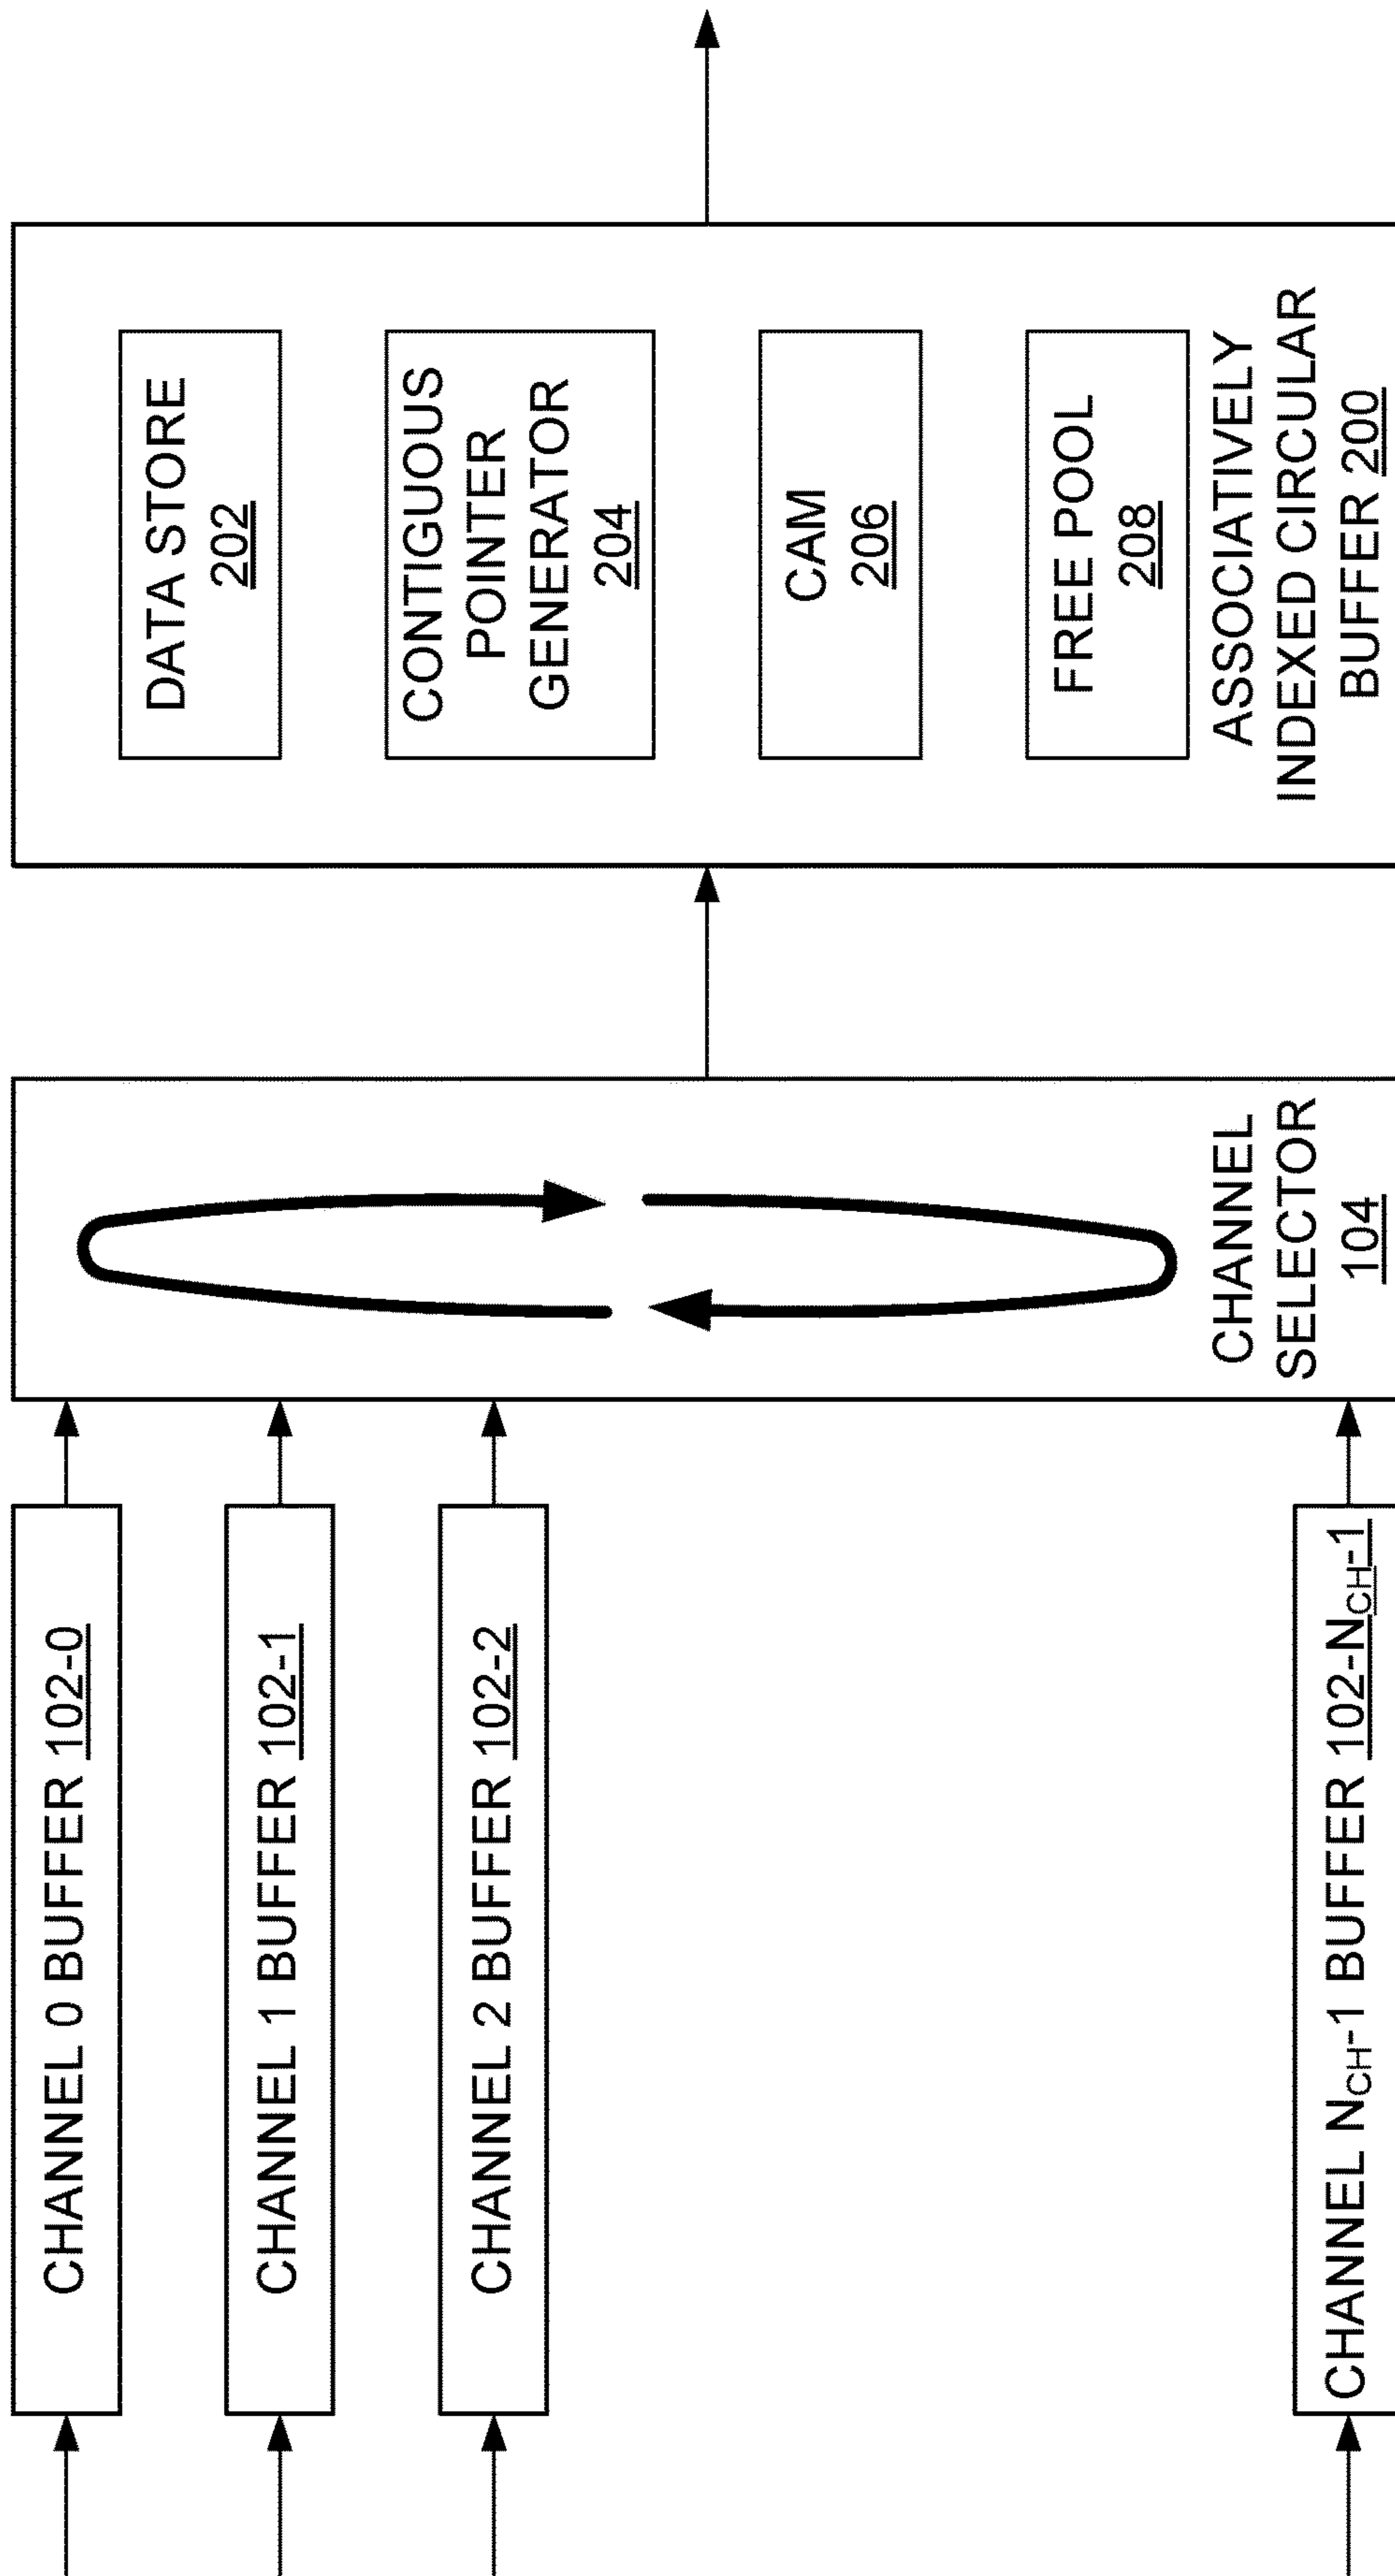 CHANNEL 0 BUFFER 102-0
CHANNEL 1 BUFFER 102-1
CHANNEL 2 BUFFER 102-2
CHANNEL N_CH-1 BUFFER 102-N_CH-1
CHANNEL
SELECTOR
104
DATA STORE
202
CONTIGUOUS
POINTER
GENERATOR
204
CAM
206
FREE POOL
208
ASSOCIATIVELY
INDEXED CIRCULAR
BUFFER 200